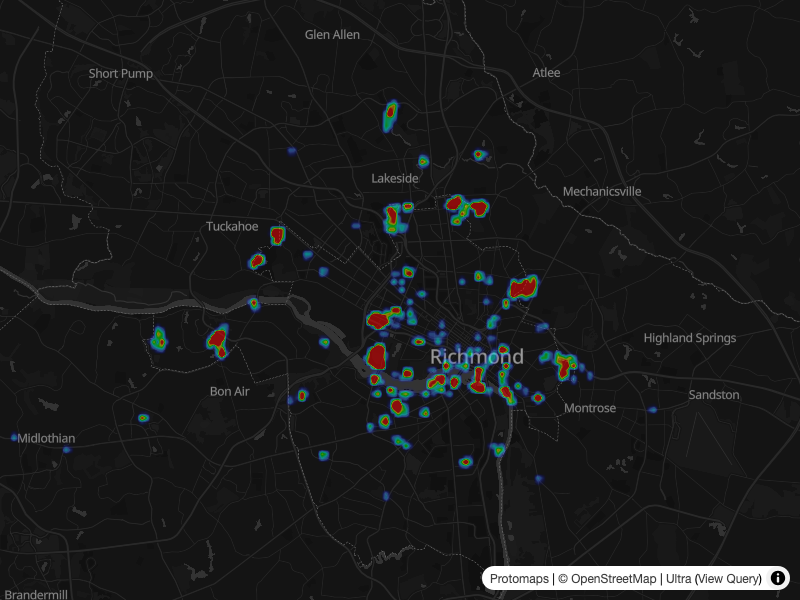 Glen Allen
Short Pump
Atlee
Lakeside
Mechanicsville
Tuckahoe
Highland Springs
Richmond
Bon Air
Sandston
Montrose
Midlothian
Brandermill
Protomaps | © OpenStreetMap | Ultra (View Query)